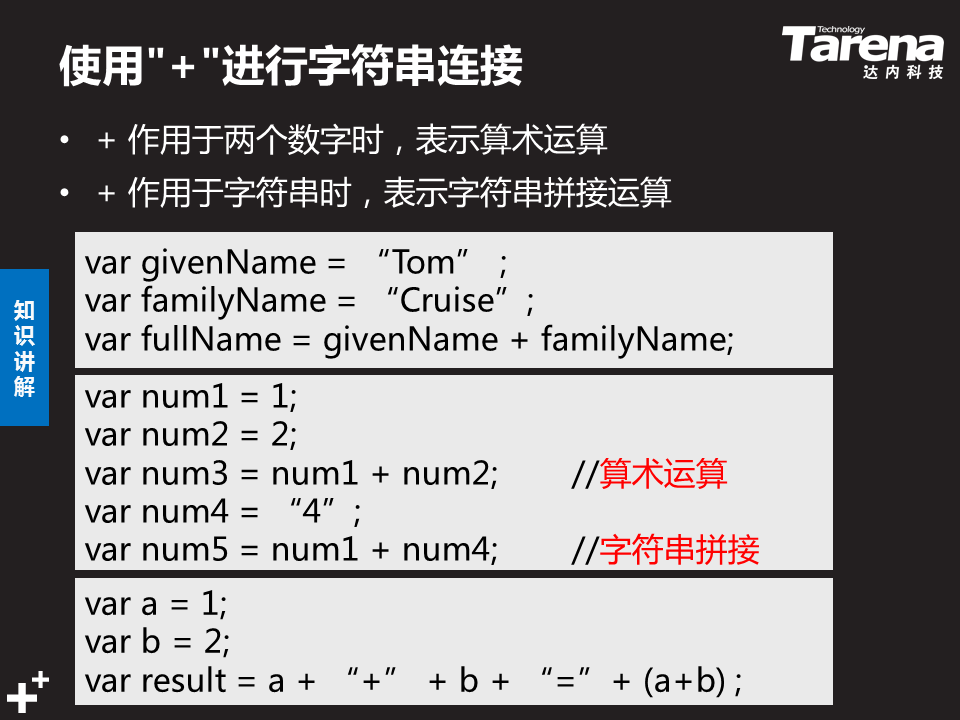 使用"+"进行字符串连接
Technology
Tarena
达内科技
• + 作用于两个数字时，表示算术运算
• + 作用于字符串时，表示字符串拼接运算
知识讲解
var givenName = “Tom” ;
var familyName = “Cruise”;
var fullName = givenName + familyName;
var num1 = 1;
var num2 = 2;
var num3 = num1 + num2; //算术运算
var num4 = “4”;
var num5 = num1 + num4; //字符串拼接
var a = 1;
var b = 2;
var result = a + “+” + b + “=”+ (a+b) ;